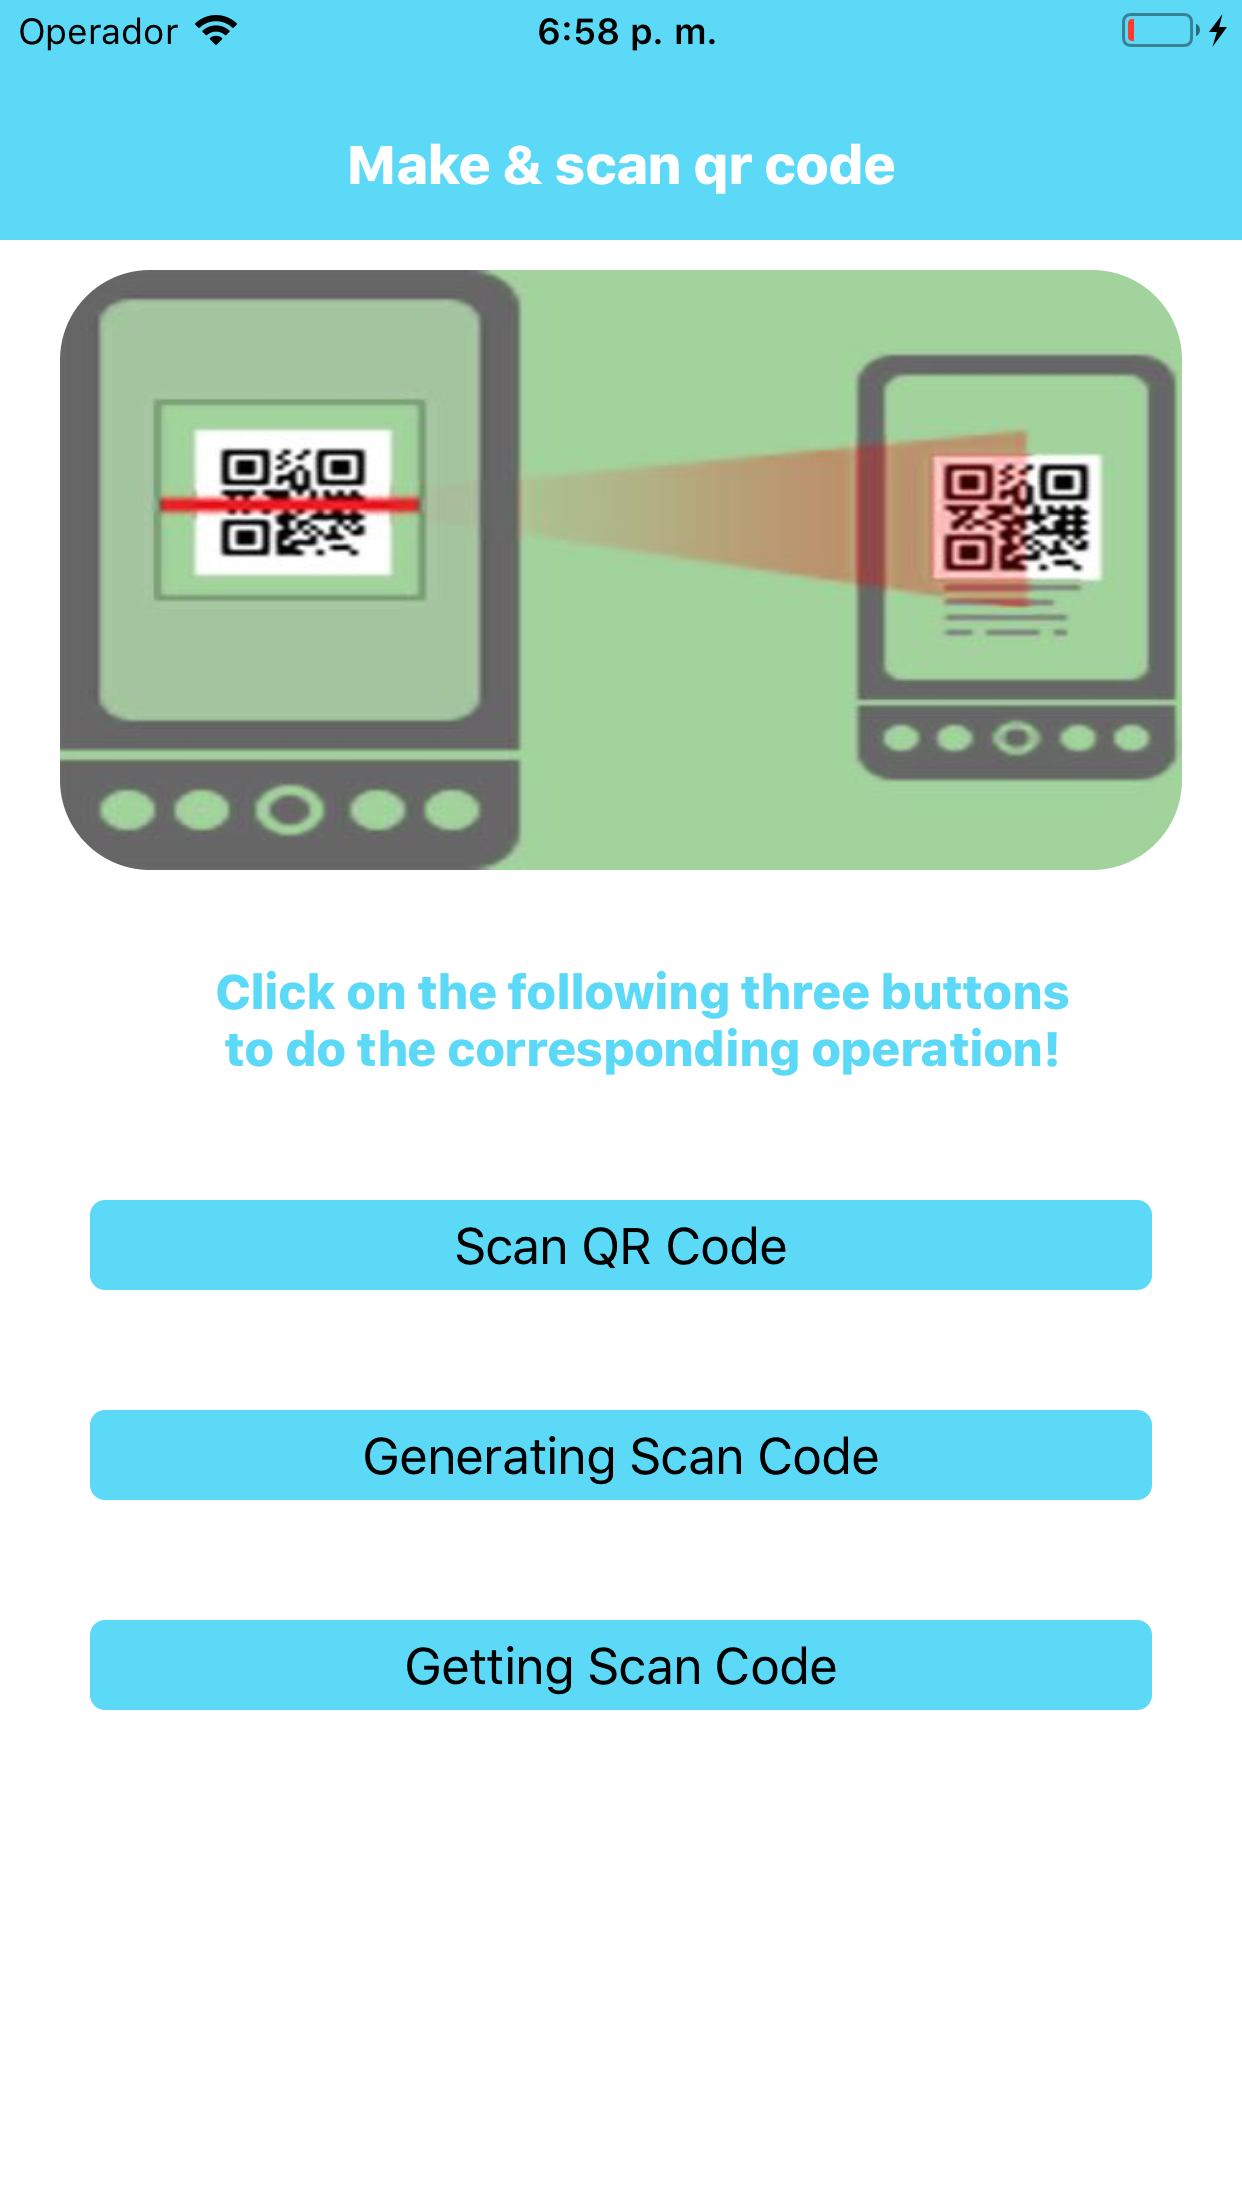 Operador 6:58 p. m.
Make & scan qr code
Click on the following three buttons
to do the corresponding operation!
Scan QR Code
Generating Scan Code
Getting Scan Code